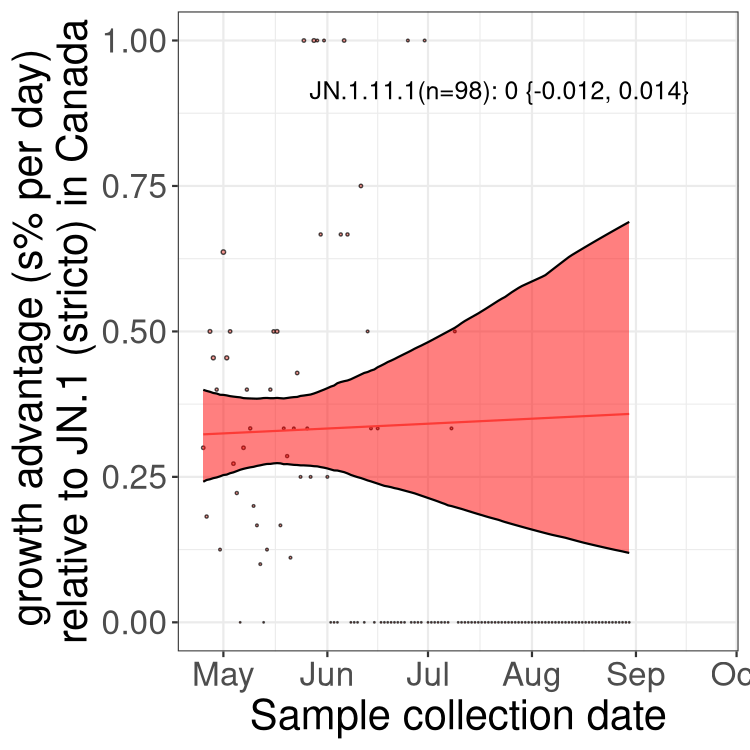 growth advantage (s% per day)
relative to JN.1 (stricto) in Canada
1.00
0.75
0.50
0.25
0.00
JN.1.11.1(n=98): 0 {-0.012, 0.014}
May Jun Jul Aug Sep Oc
Sample collection date